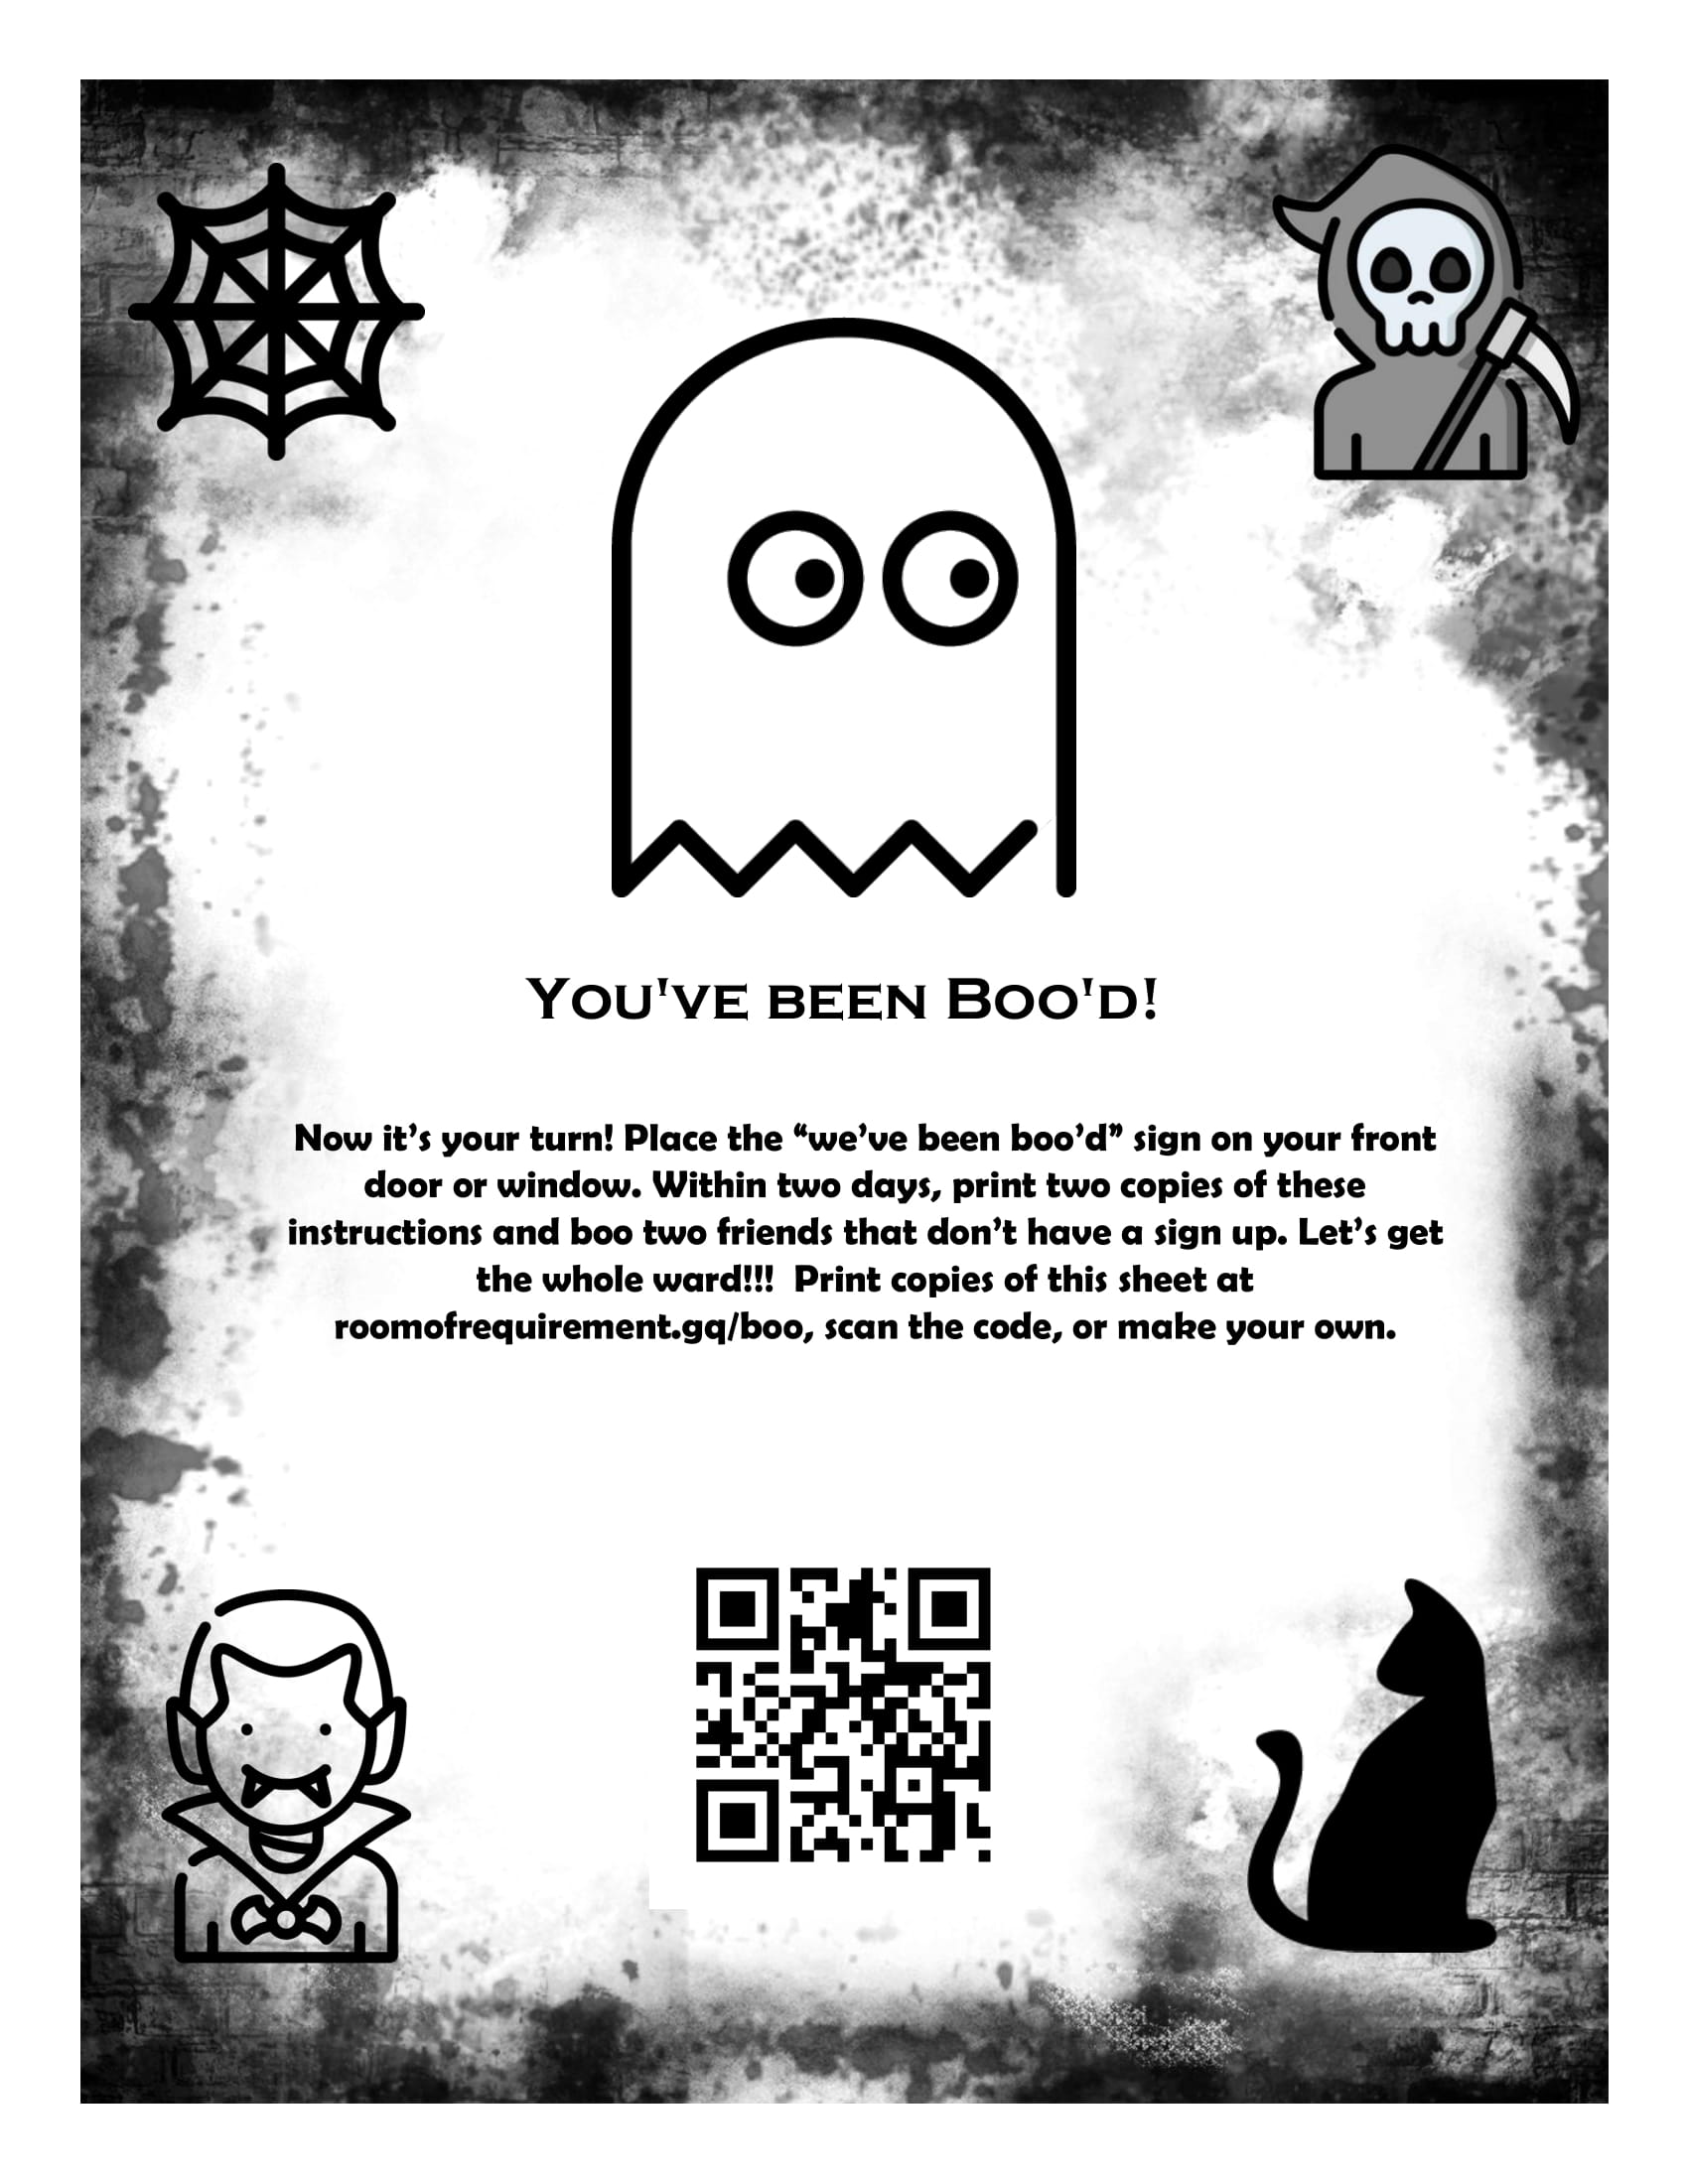 You've been Boo'd!
Now it’s your turn! Place the “we’ve been boo’d” sign on your front
door or window. Within two days, print two copies of these
instructions and boo two friends that don’t have a sign up. Let’s get
the whole ward!!!  Print copies of this sheet at
roomofrequirement.gq/boo, scan the code, or make your own.